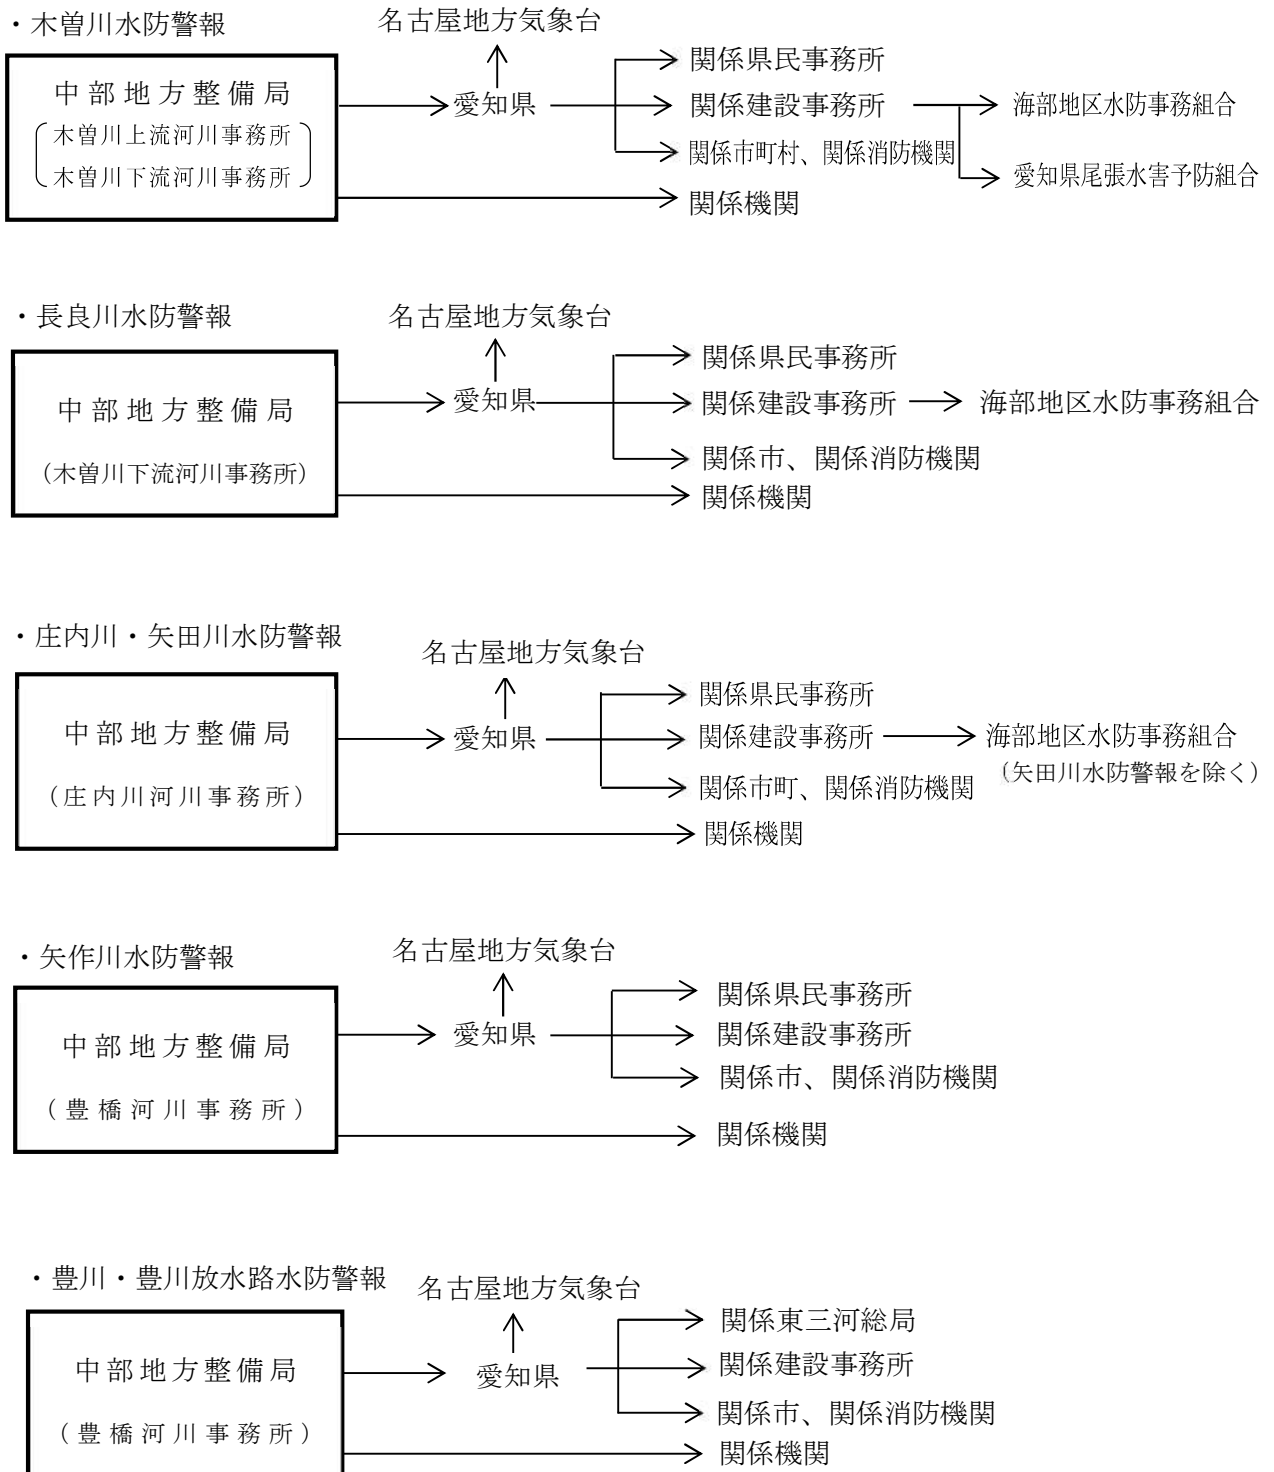 ・木曽川水防警報
名古屋地方気象台
中部地方整備局
木曽川上流河川事務所
木曽川下流河川事務所
愛知県
関係県民事務所
関係建設事務所
関係市町村、関係消防機関
関係機関
海部地区水防事務組合
愛知県尾張水害予防組合
・長良川水防警報
名古屋地方気象台
中部地方整備局
(木曽川下流河川事務所)
愛知県
関係県民事務所
関係建設事務所
海部地区水防事務組合
関係市、関係消防機関
関係機関
・庄内川・矢田川水防警報
名古屋地方気象台
中部地方整備局
(庄内川河川事務所)
愛知県
関係県民事務所
関係建設事務所
海部地区水防事務組合
(矢田川水防警報を除く)
関係市町、関係消防機関
関係機関
・矢作川水防警報
名古屋地方気象台
中部地方整備局
(豊橋河川事務所)
愛知県
関係県民事務所
関係建設事務所
関係市、関係消防機関
関係機関
・豊川・豊川放水路水防警報
名古屋地方気象台
中部地方整備局
(豊橋河川事務所)
愛知県
関係東三河総局
関係建設事務所
関係市、関係消防機関
関係機関